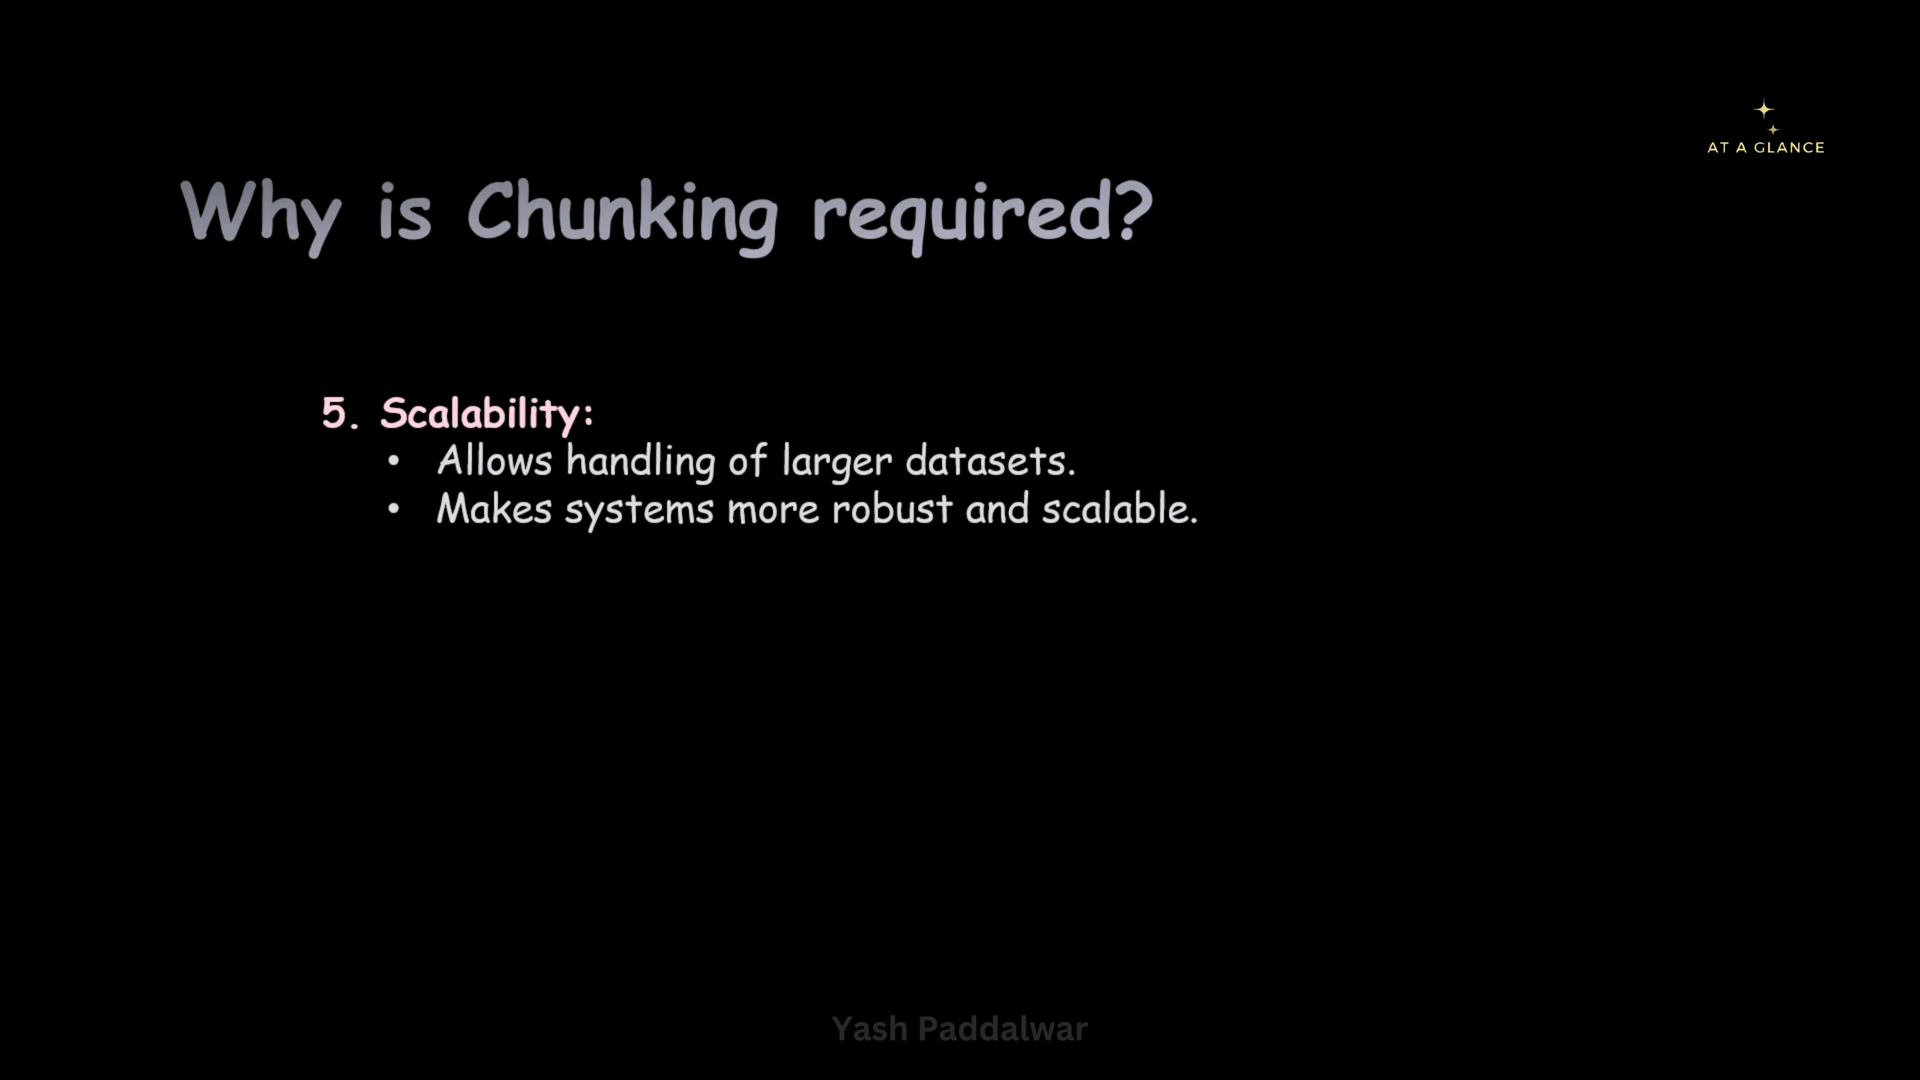 AT A GLANCE
Why is Chunking required?
5. Scalability:
• Allows handling of larger datasets.
• Makes systems more robust and scalable.
Yash Paddalwar